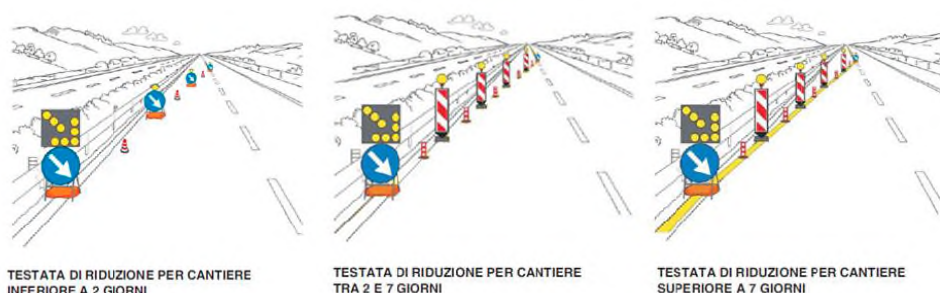 TESTATA DI RIDUZIONE PER CANTIERE
INFERIORE A 2 GIORNI
TESTATA DI RIDUZIONE PER CANTIERE
TRA 2 E 7 GIORNI
TESTATA DI RIDUZIONE PER CANTIERE
SUPERIORE A 7 GIORNI